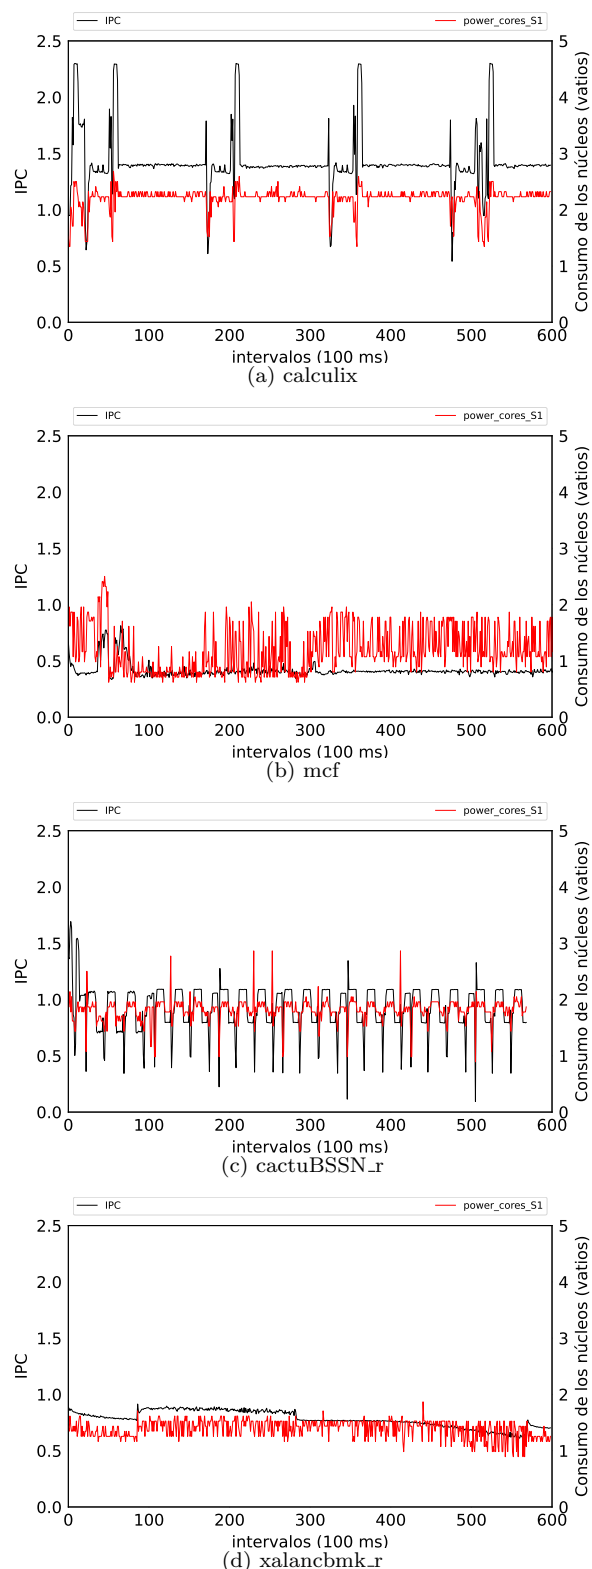 IPC power_cores_S1
2.5 5
2.0 4
1.5 3
IPC
Consumo de los núcleos (vatios)
1.0 2
0.5 1
0.0 0
0 100 200 300 400 500 600
intervalos (100 ms)
(a) calculix
IPC power_cores_S1
2.5 5
2.0 4
1.5 3
IPC
Consumo de los núcleos (vatios)
1.0 2
0.5 1
0.0 0
0 100 200 300 400 500 600
intervalos (100 ms)
(b) mcf
IPC power_cores_S1
2.5 5
2.0 4
1.5 3
IPC
Consumo de los núcleos (vatios)
1.0 2
0.5 1
0.0 0
0 100 200 300 400 500 600
intervalos (100 ms)
(c) cactuBSSN_r
IPC power_cores_S1
2.5 5
2.0 4
1.5 3
IPC
Consumo de los núcleos (vatios)
1.0 2
0.5 1
0.0 0
0 100 200 300 400 500 600
intervalos (100 ms)
(d) xalancbmk_r